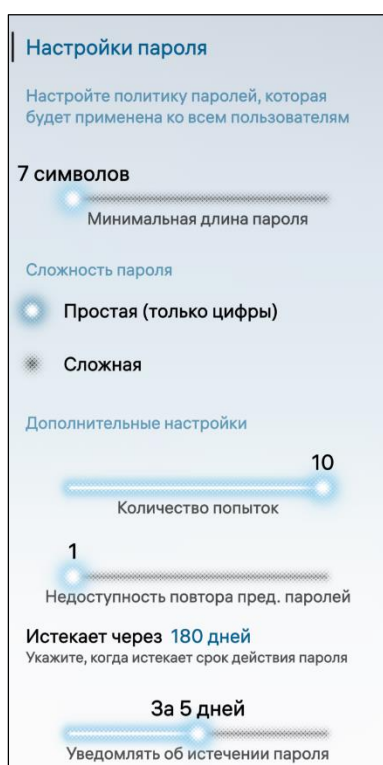 Настройки пароля
Настройте политику паролей, которая
будет применена ко всем пользователям
7 символов
Минимальная длина пароля
Сложность пароля
Простая (только цифры)
Сложная
Дополнительные настройки
10
Количество попыток
1
Недоступность повтора пред. паролей
Истекает через 180 дней
Укажите, когда истекает срок действия пароля
За 5 дней
Уведомлять об истечении пароля